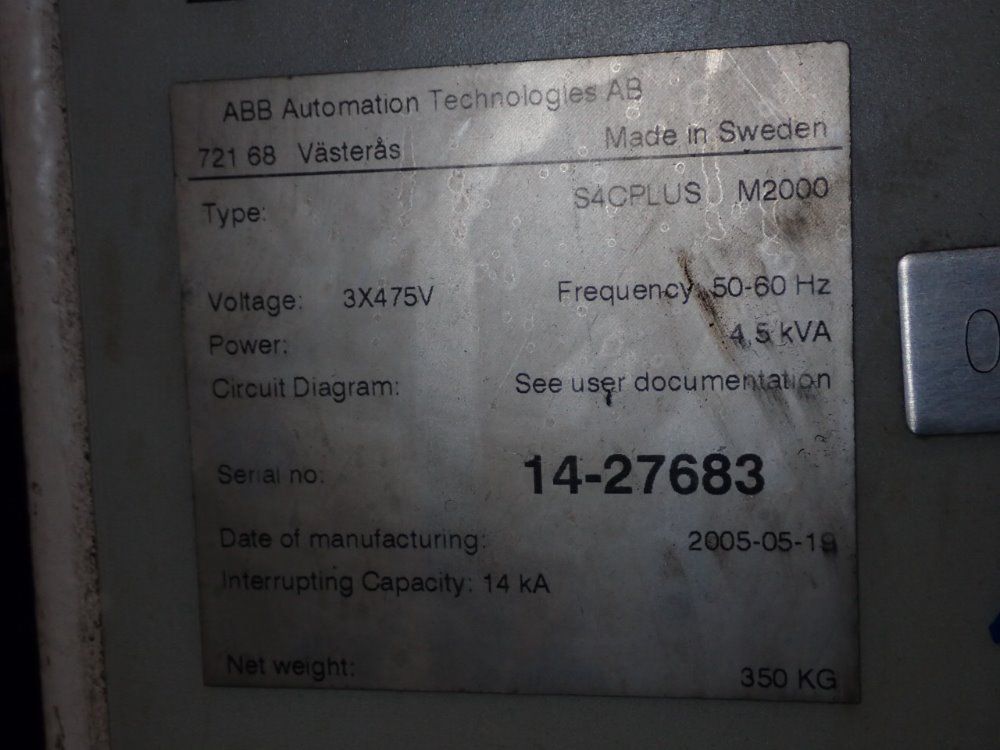 ABB Automation Technologies AB
721 68 Västerås Made in Sweden
Type: S4CPLUS M2000
Voltage: 3X475V Frequency 50-60 Hz
Power: 4,5 kVA
Circuit Diagram: See user documentation
Serial no: 14-27683
Date of manufacturing: 2005-05-19
Interrupting Capacity: 14 kA
Net weight: 350 KG